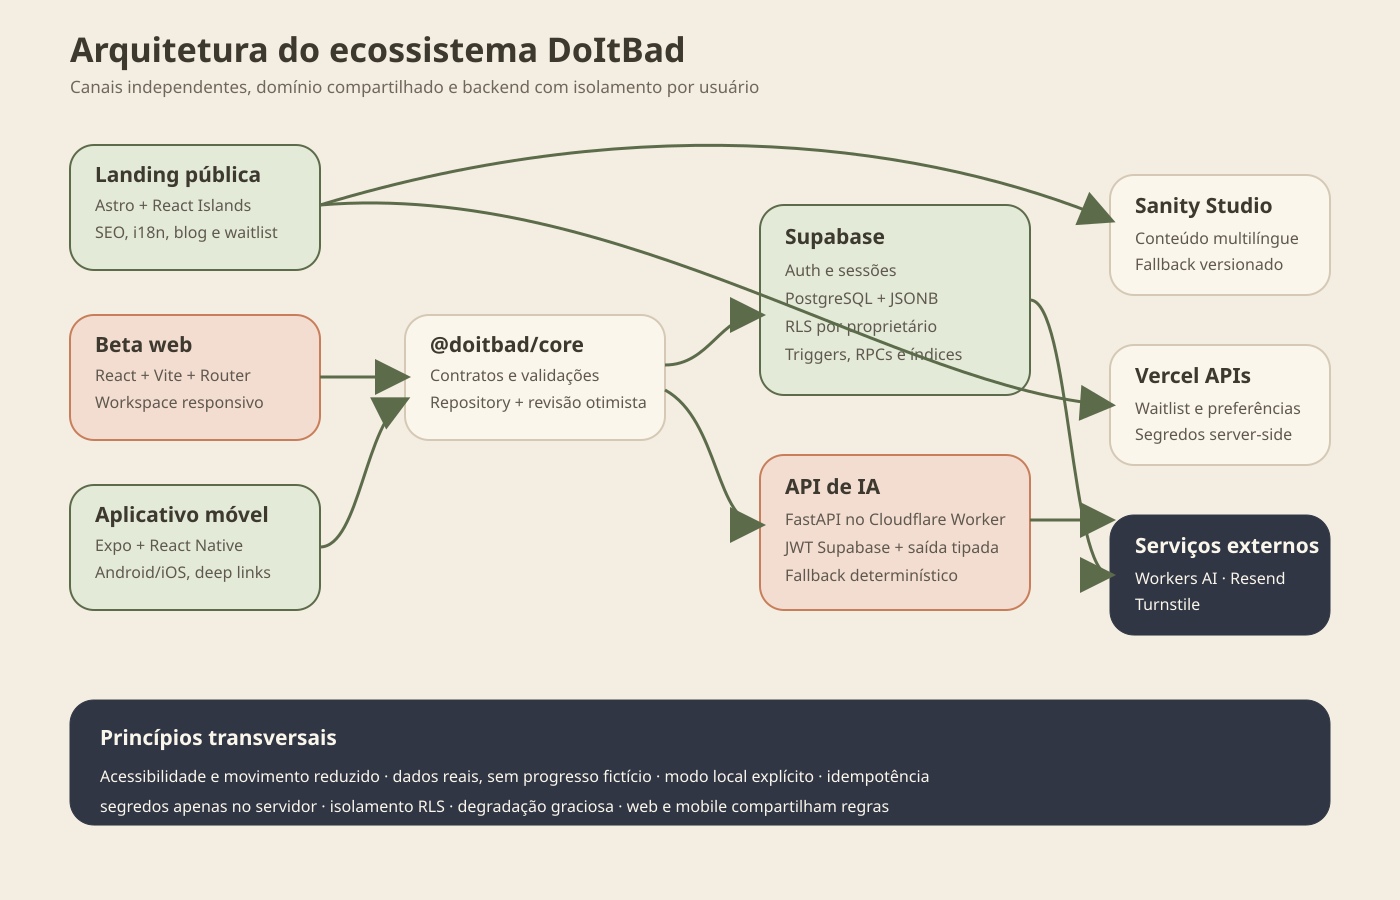 Arquitetura do ecossistema DoItBad
Canais independentes, domínio compartilhado e backend com isolamento por usuário
Landing pública
Astro + React Islands
SEO, i18n, blog e waitlist
Beta web
React + Vite + Router
Workspace responsivo
Aplicativo móvel
Expo + React Native
Android/iOS, deep links
@doitbad/core
Contratos e validações
Repository + revisão otimista
Supabase
Auth e sessões
PostgreSQL + JSONB
RLS por proprietário
Triggers, RPCs e índices
API de IA
FastAPI no Cloudflare Worker
JWT Supabase + saída tipada
Fallback determinístico
Sanity Studio
Conteúdo multilíngue
Fallback versionado
Vercel APIs
Waitlist e preferências
Segredos server-side
Serviços externos
Workers AI · Resend
Turnstile
Princípios transversais
Acessibilidade e movimento reduzido · dados reais, sem progresso fictício · modo local explícito · idempotência
segredos apenas no servidor · isolamento RLS · degradação graciosa · web e mobile compartilham regras